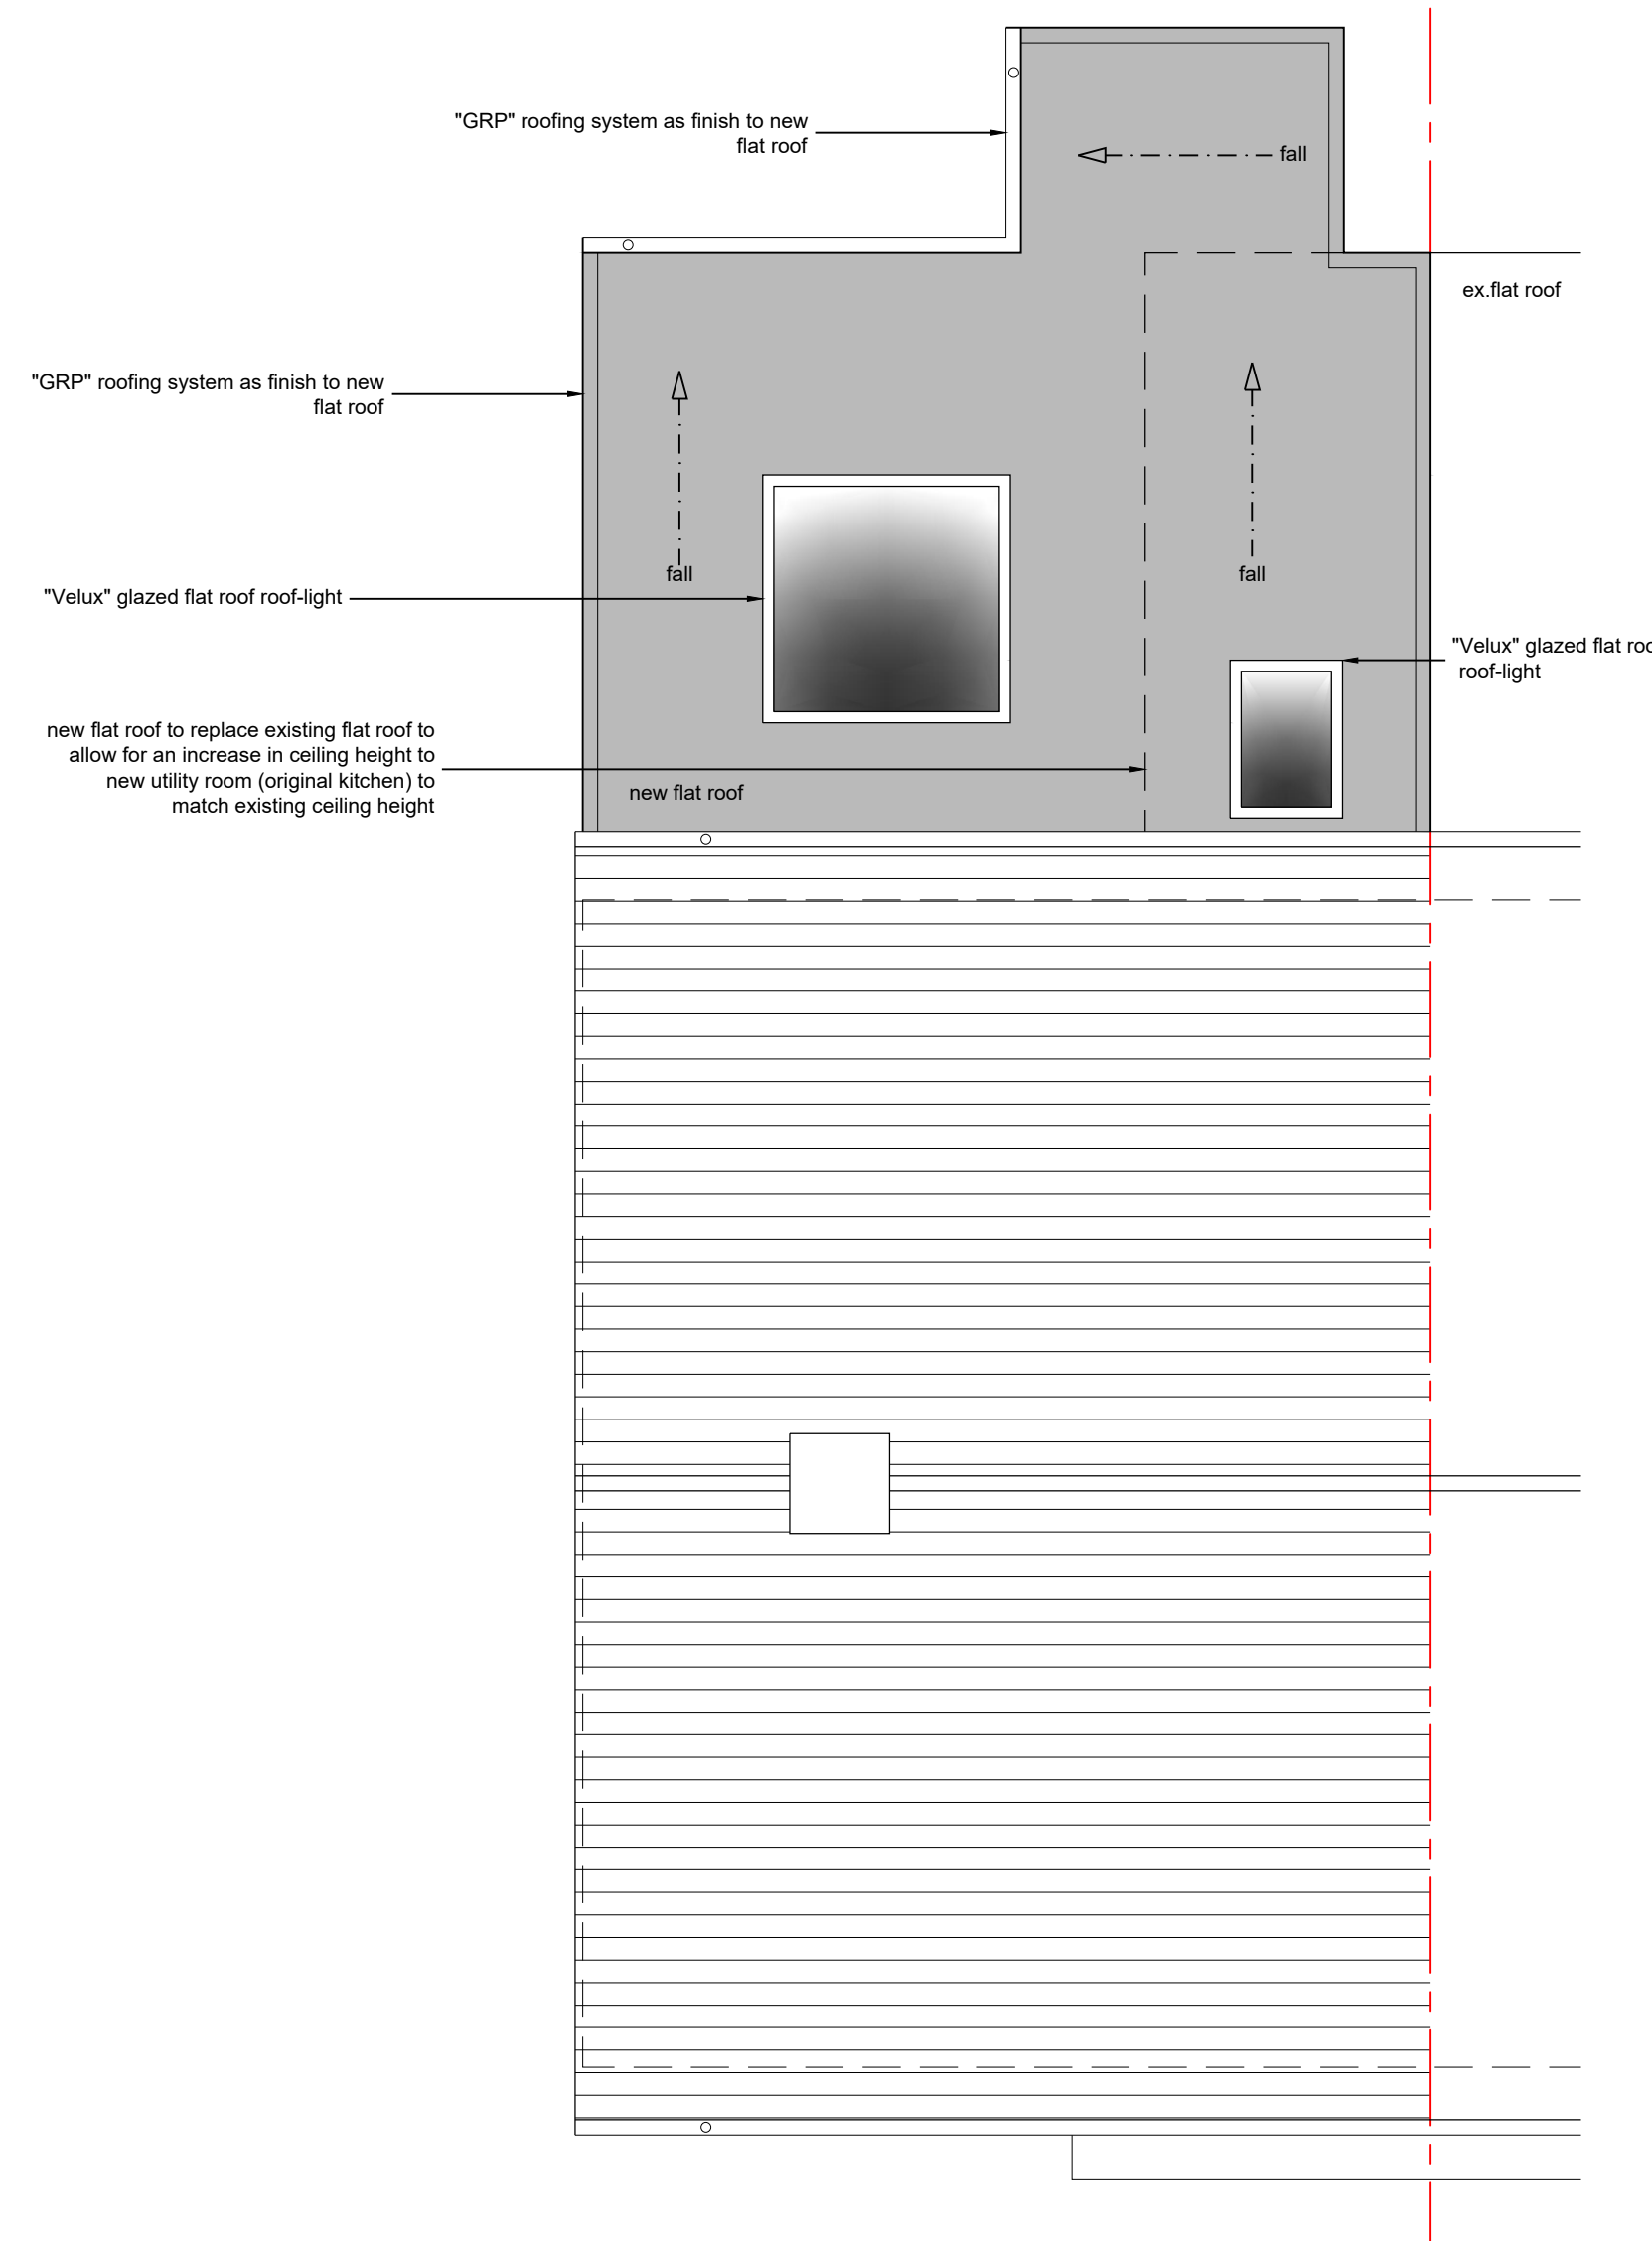 "GRP" roofing system as finish to new
flat roof
fall
ex.flat roof
"GRP" roofing system as finish to new
flat roof
fall
fall
"Velux" glazed flat roof roof-light
"Velux" glazed flat
roof-light
new flat roof to replace existing flat roof to
allow for an increase in ceiling height to
new utility room (original kitchen) to
match existing ceiling height
new flat roof